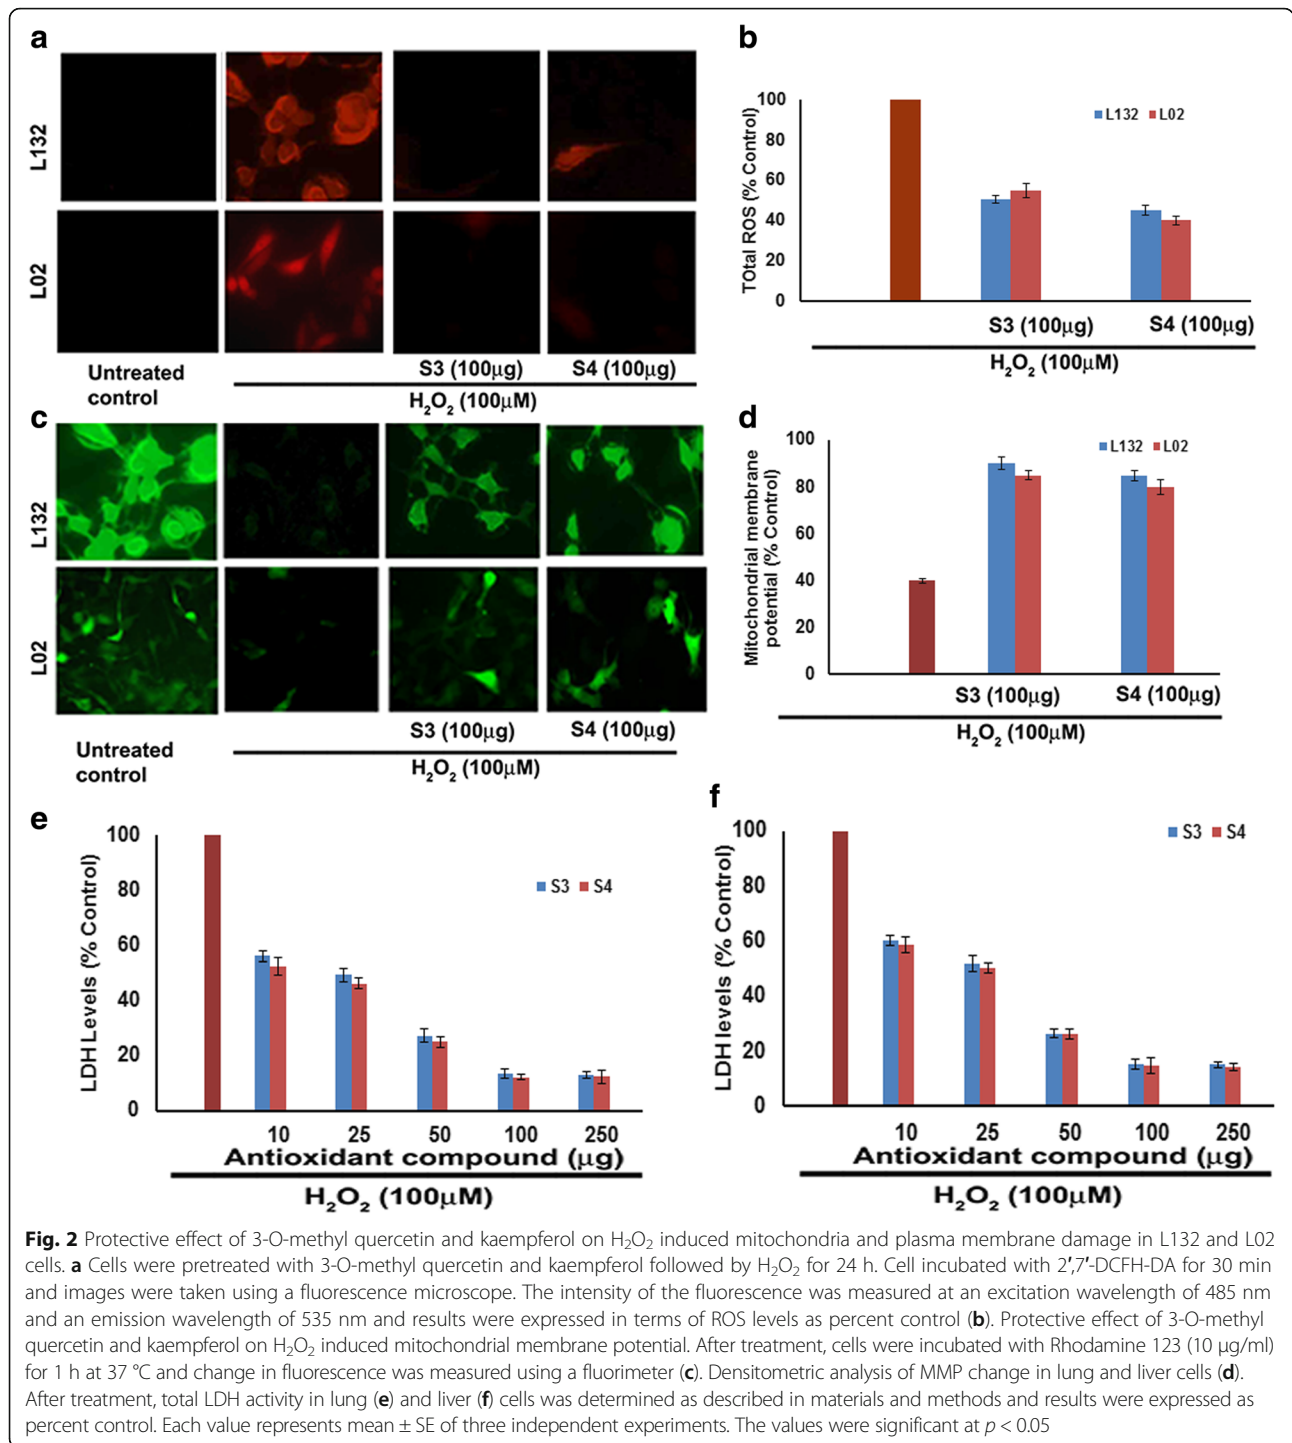 a
L132
L02
Untreated
control
S3 (100μg)
S4 (100μg)
H₂O₂ (100μM)
b
TOtal ROS (% Control)
100
80
60
40
20
0
L132
L02
S3 (100μg)
S4 (100μg)
H₂O₂ (100μM)
c
L132
L02
Untreated
control
S3 (100μg)
S4 (100μg)
H₂O₂ (100μM)
d
Mitochondrial membrane
potential (% Control)
100
80
60
40
20
0
L132
L02
S3 (100μg)
S4 (100μg)
H₂O₂ (100μM)
e
LDH Levels (% Control)
100
80
60
40
20
0
S3
S4
10 25 50 100 250
Antioxidant compound (μg)
H₂O₂ (100μM)
f
LDH levels (% Control)
100
80
60
40
20
0
S3
S4
10 25 50 100 250
Antioxidant compound (μg)
H₂O₂ (100μM)
Fig. 2 Protective effect of 3-O-methyl quercetin and kaempferol on H₂O₂ induced mitochondria and plasma membrane damage in L132 and L02
cells. a Cells were pretreated with 3-O-methyl quercetin and kaempferol followed by H₂O₂ for 24 h. Cell incubated with 2′,7′-DCFH-DA for 30 min
and images were taken using a fluorescence microscope. The intensity of the fluorescence was measured at an excitation wavelength of 485 nm
and an emission wavelength of 535 nm and results were expressed in terms of ROS levels as percent control (b). Protective effect of 3-O-methyl
quercetin and kaempferol on H₂O₂ induced mitochondrial membrane potential. After treatment, cells were incubated with Rhodamine 123 (10 μg/ml)
for 1 h at 37 °C and change in fluorescence was measured using a fluorimeter (c). Densitometric analysis of MMP change in lung and liver cells (d).
After treatment, total LDH activity in lung (e) and liver (f) cells was determined as described in materials and methods and results were expressed as
percent control. Each value represents mean ± SE of three independent experiments. The values were significant at p < 0.05